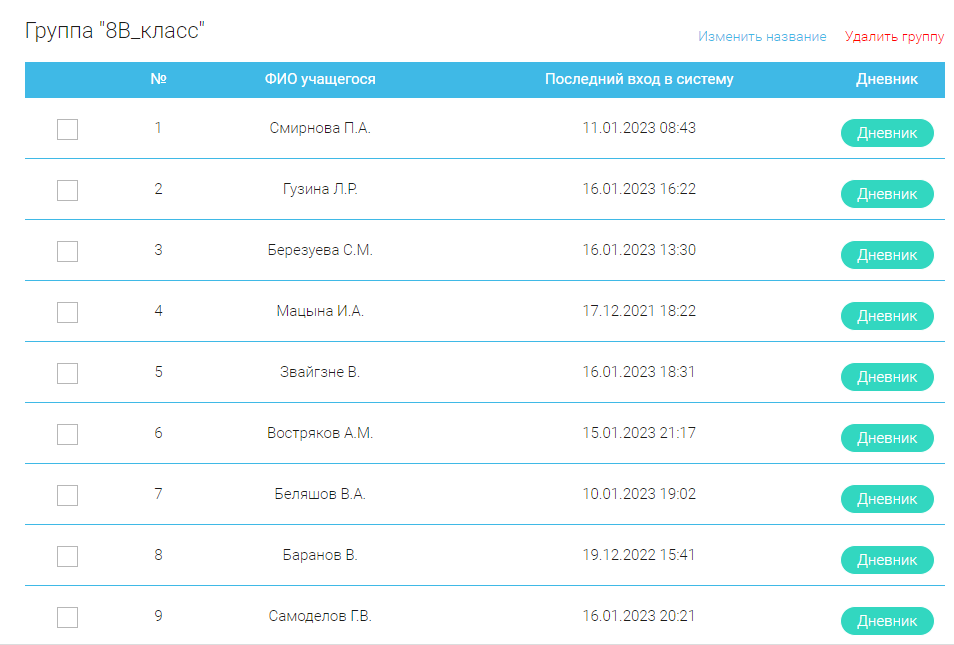 Группа "8В_класс"
Изменить название Удалить группу
№ ФИО учащегося Последний вход в систему Дневник
1 Смирнова П.А. 11.01.2023 08:43 Дневник
2 Гузина Л.Р. 16.01.2023 16:22 Дневник
3 Березуева С.М. 16.01.2023 13:30 Дневник
4 Мацына И.А. 17.12.2021 18:22 Дневник
5 Звайгзне В. 16.01.2023 18:31 Дневник
6 Востряков А.М. 15.01.2023 21:17 Дневник
7 Беляшов В.А. 10.01.2023 19:02 Дневник
8 Баранов В. 19.12.2022 15:41 Дневник
9 Самоделов Г.В. 16.01.2023 20:21 Дневник